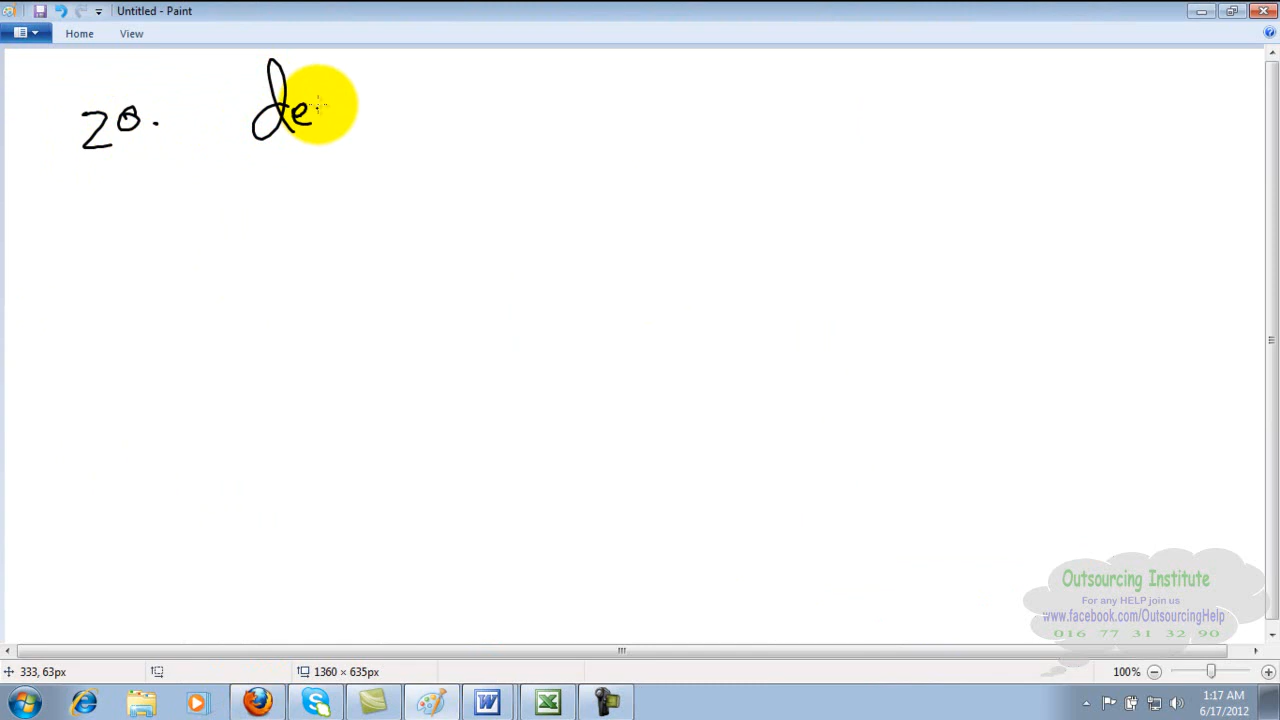 Untitled - Paint
Home View
20. de
Outsourcing Institute
For any HELP join us
www.facebook.com/OutsourcingHelp
016 77 31 32 90
333, 63px 1360 × 635px 100%
1:17 AM
6/17/2012